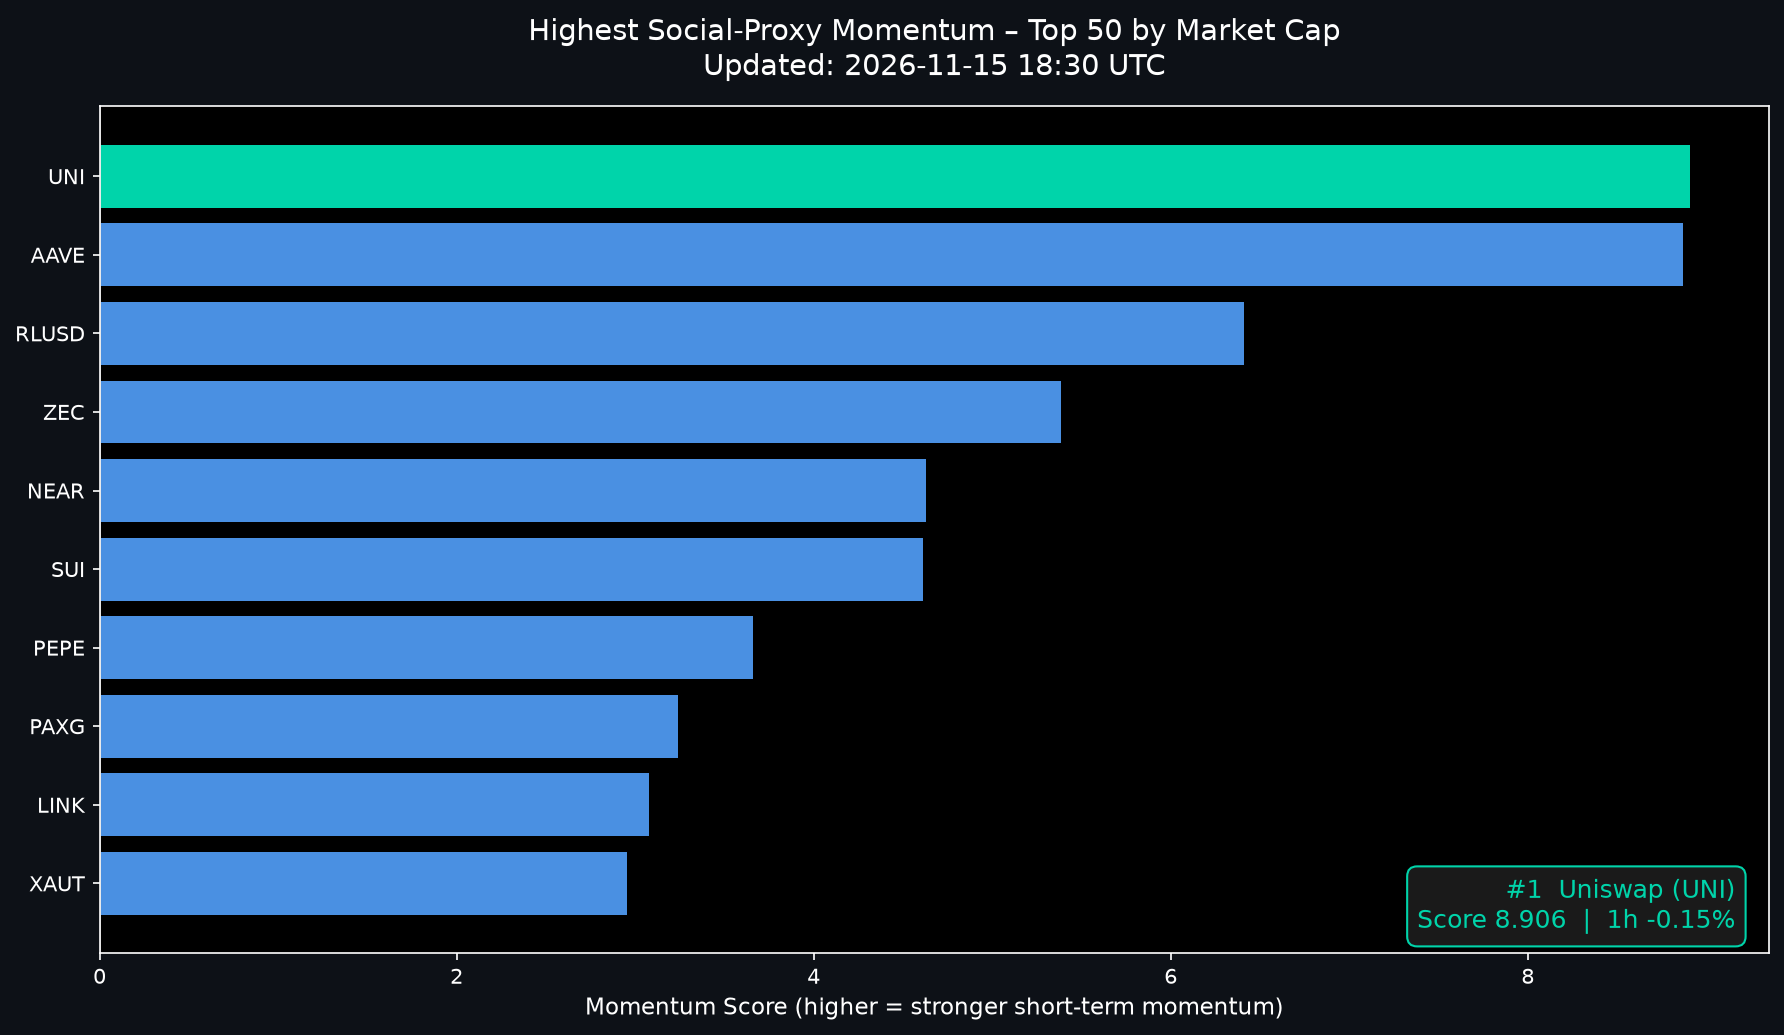 Highest Social-Proxy Momentum – Top 50 by Market Cap
Updated: 2026-11-15 18:30 UTC
UNI
AAVE
RLUSD
ZEC
NEAR
SUI
PEPE
PAXG
LINK
XAUT
#1  Uniswap (UNI)
Score 8.906  |  1h -0.15%
0 2 4 6 8
Momentum Score (higher = stronger short-term momentum)